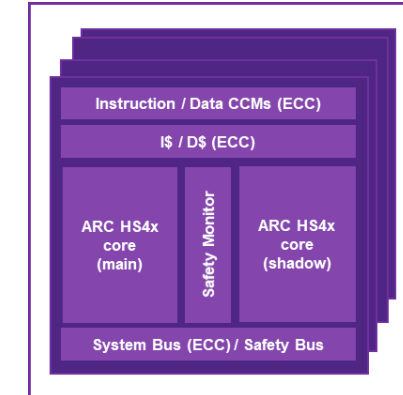 Instruction / Data CCMs (ECC)
I$ / D$ (ECC)
ARC HS4x
core
(main)
Safety Monitor
ARC HS4x
core
(shadow)
System Bus (ECC) / Safety Bus